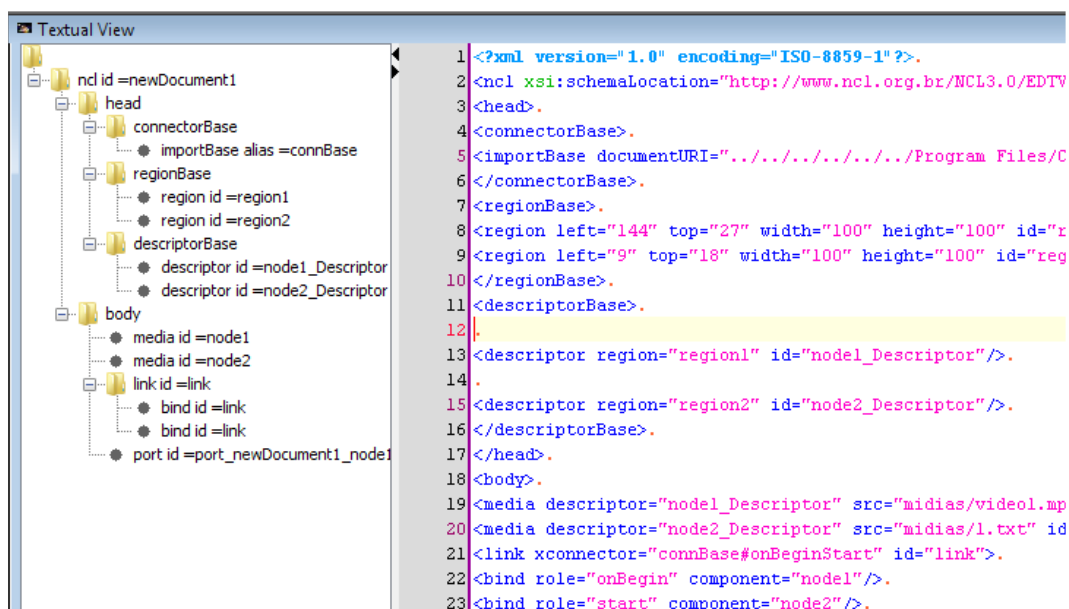 Textual View
ncl id =newDocument1
head
connectorBase
importBase alias =connBase
regionBase
region id =region1
region id =region2
descriptorBase
descriptor id =node1_Descriptor
descriptor id =node2_Descriptor
body
media id =node1
media id =node2
link id =link
bind id =link
bind id =link
port id =port_newDocument1_node1
1 <?xml version="1.0" encoding="ISO-8859-1"?>.
2 <ncl xsi:schemaLocation="http://www.ncl.org.br/NCL3.0/EDTV
3 <head>.
4 <connectorBase>.
5 <importBase documentURI="../../../../../../Program Files/C
6 </connectorBase>.
7 <regionBase>.
8 <region left="144" top="27" width="100" height="100" id="r
9 <region left="9" top="18" width="100" height="100" id="reg
10 </regionBase>.
11 <descriptorBase>.
12 .
13 <descriptor region="region1" id="node1_Descriptor"/>.
14 .
15 <descriptor region="region2" id="node2_Descriptor"/>.
16 </descriptorBase>.
17 </head>.
18 <body>.
19 <media descriptor="node1_Descriptor" src="midias/video1.mp
20 <media descriptor="node2_Descriptor" src="midias/1.txt" id
21 <link xconnector="connBase#onBeginStart" id="link">.
22 <bind role="onBegin" component="node1"/>.
23 <bind role="start" component="node2"/>.